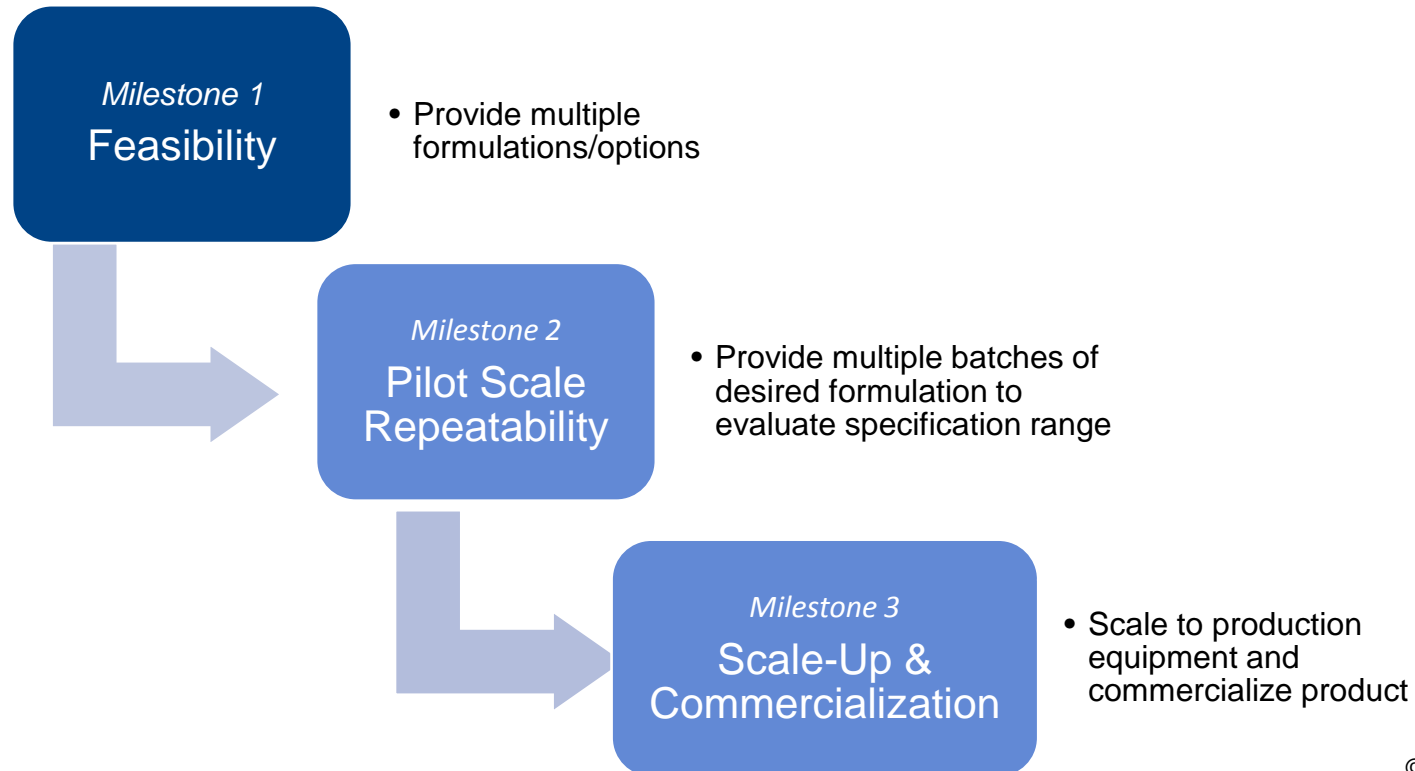 Milestone 1
Feasibility
• Provide multiple
formulations/options
Milestone 2
Pilot Scale
Repeatability
• Provide multiple batches of
desired formulation to
evaluate specification range
Milestone 3
Scale-Up &
Commercialization
• Scale to production
equipment and
commercialize product
©